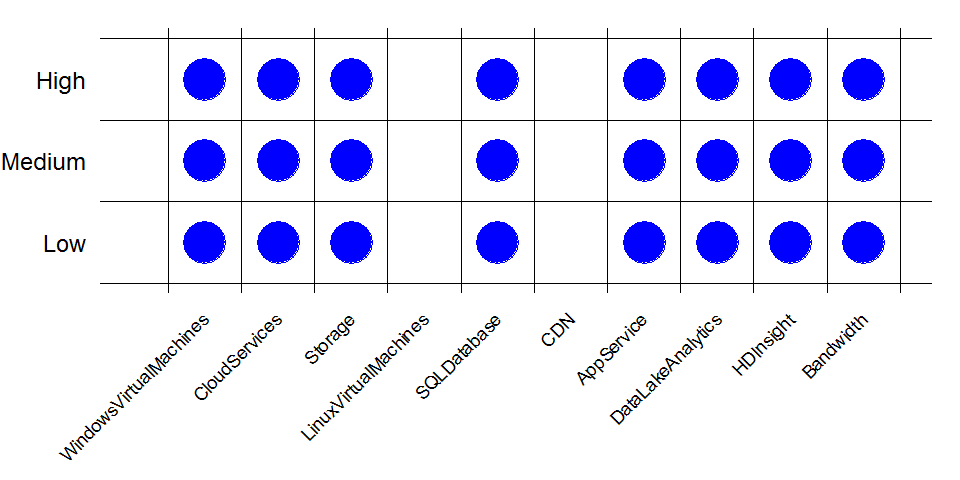 High
Medium
Low
WindowsVirtualMachines
CloudServices
Storage
LinuxVirtualMachines
SQLDatabase
CDN
AppService
DataLakeAnalytics
HDInsight
Bandwidth